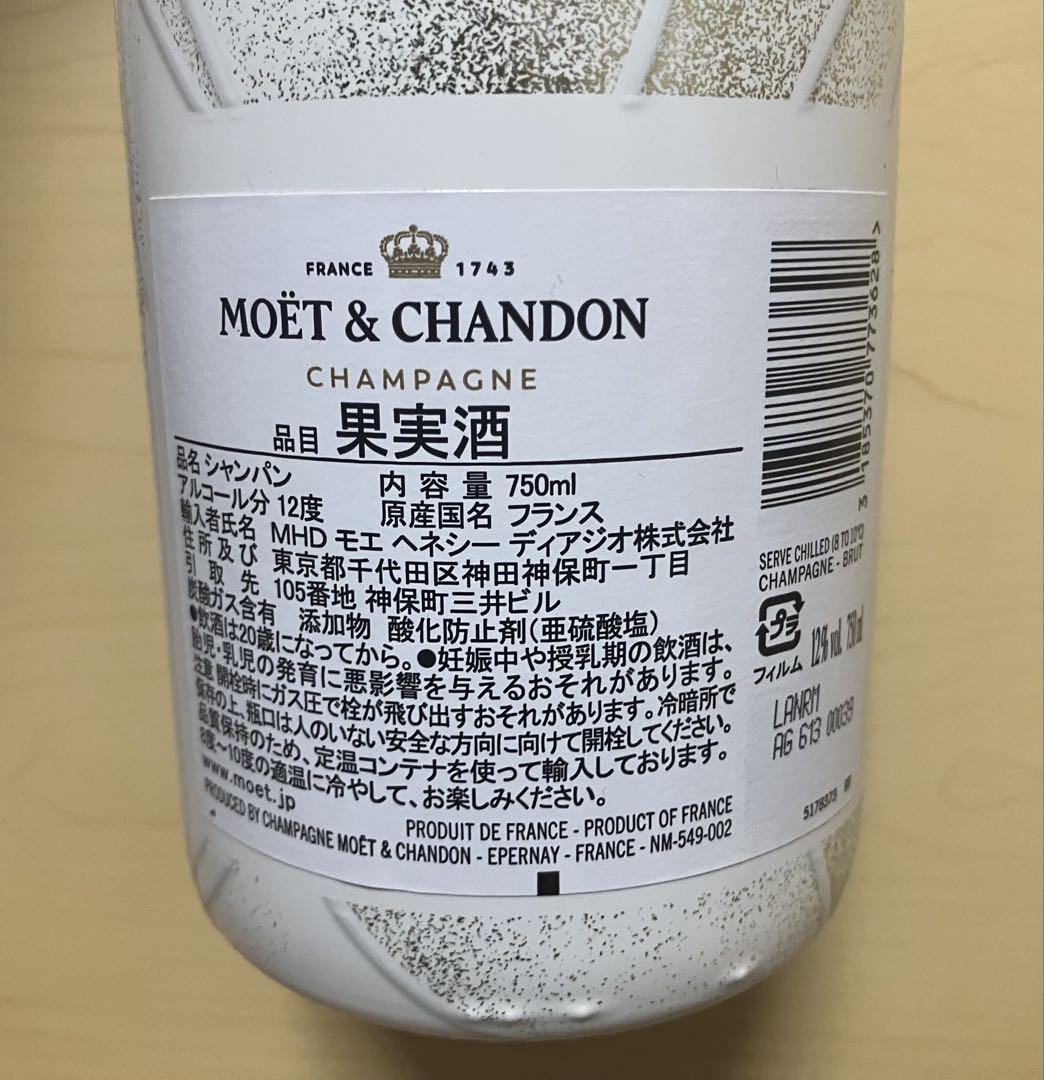 FRANCE 1743
MOËT & CHANDON
CHAMPAGNE
品目 果実酒
品名 シャンパン 内容量 750ml
アルコール分 12度 原産国名 フランス
輸入者氏名 MHD モエ ヘネシー ディアジオ株式会社
住所及び 東京都千代田区神田神保町一丁目
引取先 105番地 神保町三井ビル
炭酸ガス含有 添加物 酸化防止剤(亜硫酸塩)
●飲酒は20歳になってから。●妊娠中や授乳期の飲酒は、
胎児・乳児の発育に悪影響を与えるおそれがあります。
注意 開栓時にガス圧で栓が飛び出すおそれがあります。冷暗所で
保存の上、瓶口は人のいない安全な方向に向けて開栓してください。
品質保持のため、定温コンテナを使って輸入しております。
8度〜10度の適温に冷やして、お楽しみください。
www.moet.jp
PRODUIT DE FRANCE - PRODUCT OF FRANCE
PRODUCED BY CHAMPAGNE MOËT & CHANDON - EPERNAY - FRANCE - NM-549-002
3 185370 773628 >
SERVE CHILLED (8 TO 10°C)
CHAMPAGNE - BRUT
プラ
フィルム
12% vol. 750 ml
LANRM
AG 613 00039
5178373